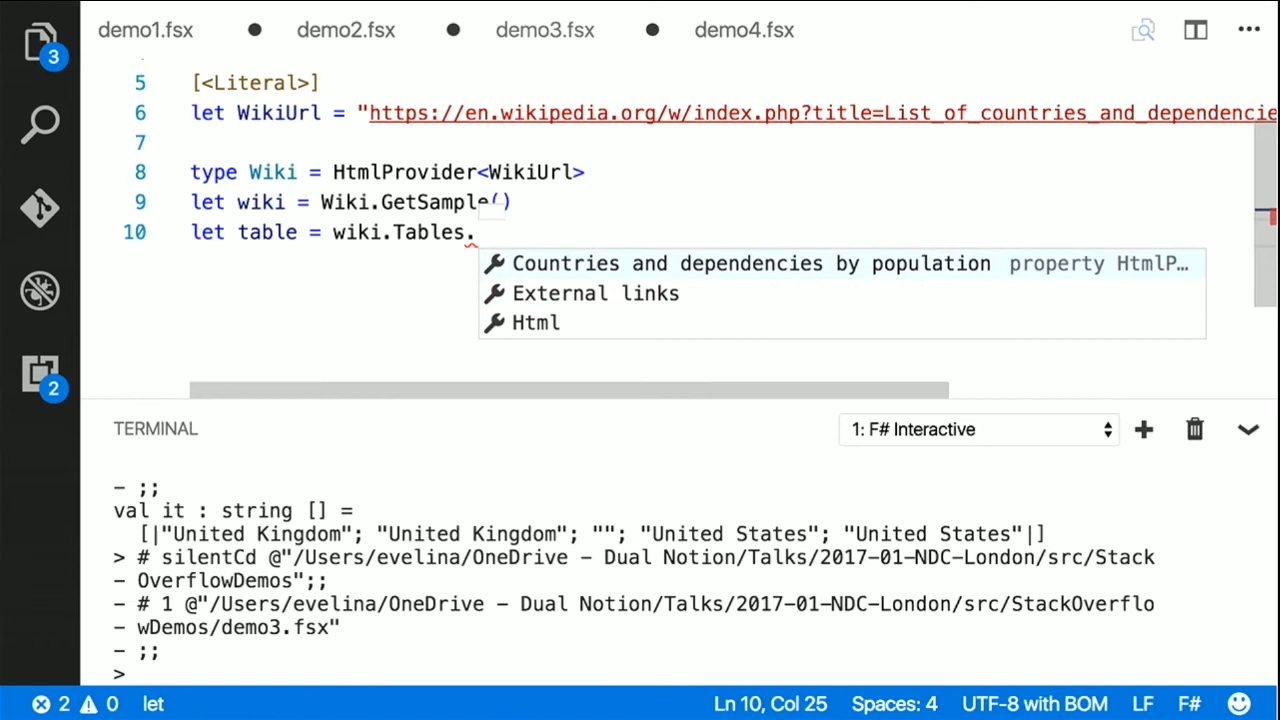 demo1.fsx demo2.fsx demo3.fsx demo4.fsx
3
5 [<Literal>]
6 let WikiUrl = "https://en.wikipedia.org/w/index.php?title=List_of_countries_and_dependencie
7
8 type Wiki = HtmlProvider<WikiUrl>
9 let wiki = Wiki.GetSample()
10 let table = wiki.Tables.
Countries and dependencies by population property HtmlP…
External links
Html
2
TERMINAL 1: F# Interactive
- ;;
val it : string [] =
[|"United Kingdom"; "United Kingdom"; ""; "United States"; "United States"|]
> # silentCd @"/Users/evelina/OneDrive - Dual Notion/Talks/2017-01-NDC-London/src/Stack
- OverflowDemos";;
- # 1 @"/Users/evelina/OneDrive - Dual Notion/Talks/2017-01-NDC-London/src/StackOverflo
- wDemos/demo3.fsx"
- ;;
>
2 0 let Ln 10, Col 25 Spaces: 4 UTF-8 with BOM LF F#